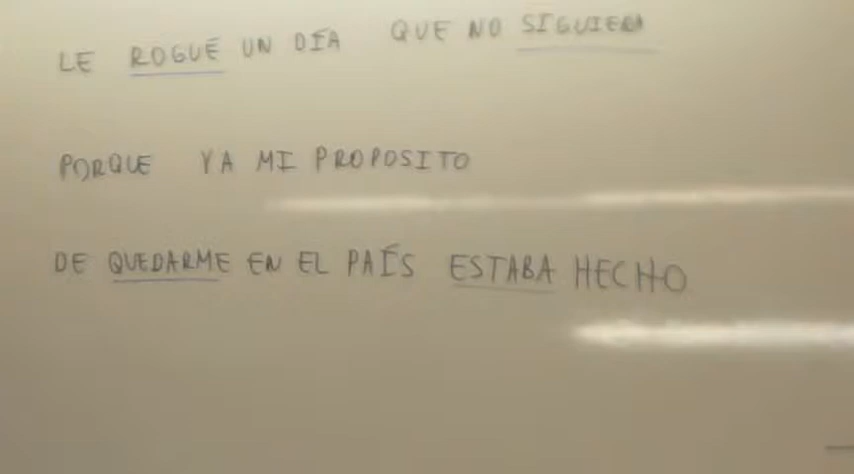 LE ROGUÉ UN DÍA QUE NO SIGUIERA
PORQUE YA MI PROPOSITO
DE QUEDARME EN EL PAÍS ESTABA HECHO